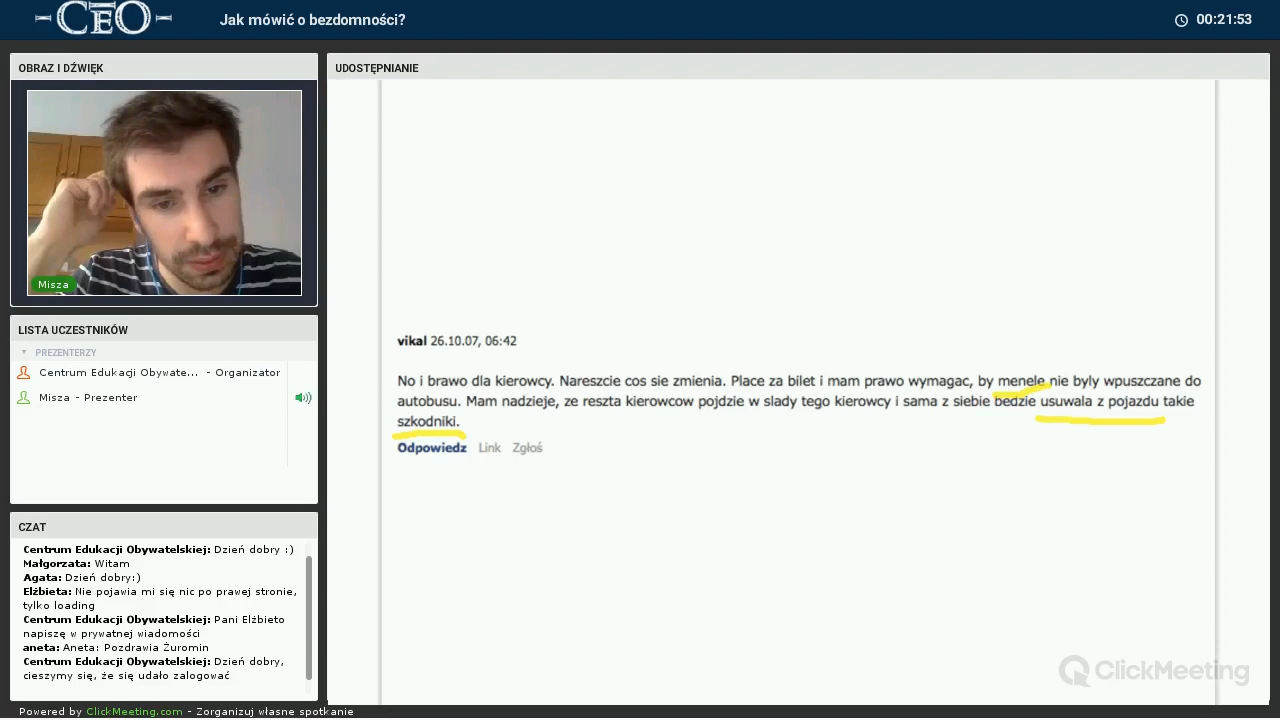 CEO
Jak mówić o bezdomności?
00:21:53
OBRAZ I DŹWIĘK
Misza
LISTA UCZESTNIKÓW
PREZENTERZY
Centrum Edukacji Obywate... - Organizator
Misza - Prezenter
CZAT
Centrum Edukacji Obywatelskiej: Dzień dobry :)
Małgorzata: Witam
Agata: Dzień dobry:)
Elżbieta: Nie pojawia mi się nic po prawej stronie,
tylko loading
Centrum Edukacji Obywatelskiej: Pani Elżbieto
napiszę w prywatnej wiadomości
aneta: Aneta: Pozdrawia Żuromin
Centrum Edukacji Obywatelskiej: Dzień dobry,
cieszymy się, że się udało zalogować
UDOSTĘPNIANIE
vikal 26.10.07, 06:42
No i brawo dla kierowcy. Nareszcie cos sie zmienia. Place za bilet i mam prawo wymagac, by menele nie byly wpuszczane do
autobusu. Mam nadzieje, ze reszta kierowcow pojdzie w slady tego kierowcy i sama z siebie bedzie usuwala z pojazdu takie
szkodniki.
Odpowiedz Link Zgłoś
ClickMeeting
Powered by ClickMeeting.com - Zorganizuj własne spotkanie